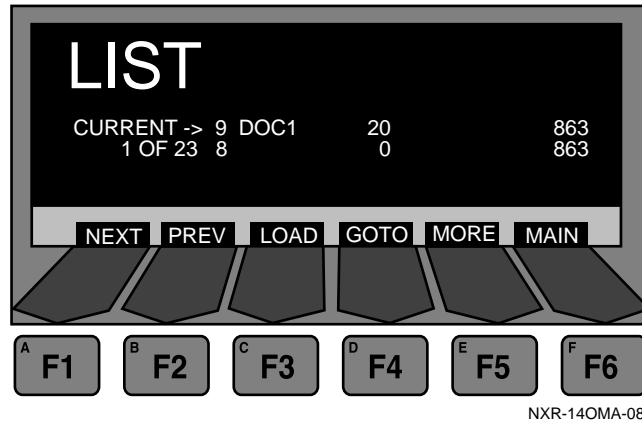 LIST
CURRENT -> 9 DOC1 20 863
1 OF 23 8 0 863
NEXT PREV LOAD GOTO MORE MAIN
A F1 B F2 C F3 D F4 E F5 F F6
NXR-14OMA-08